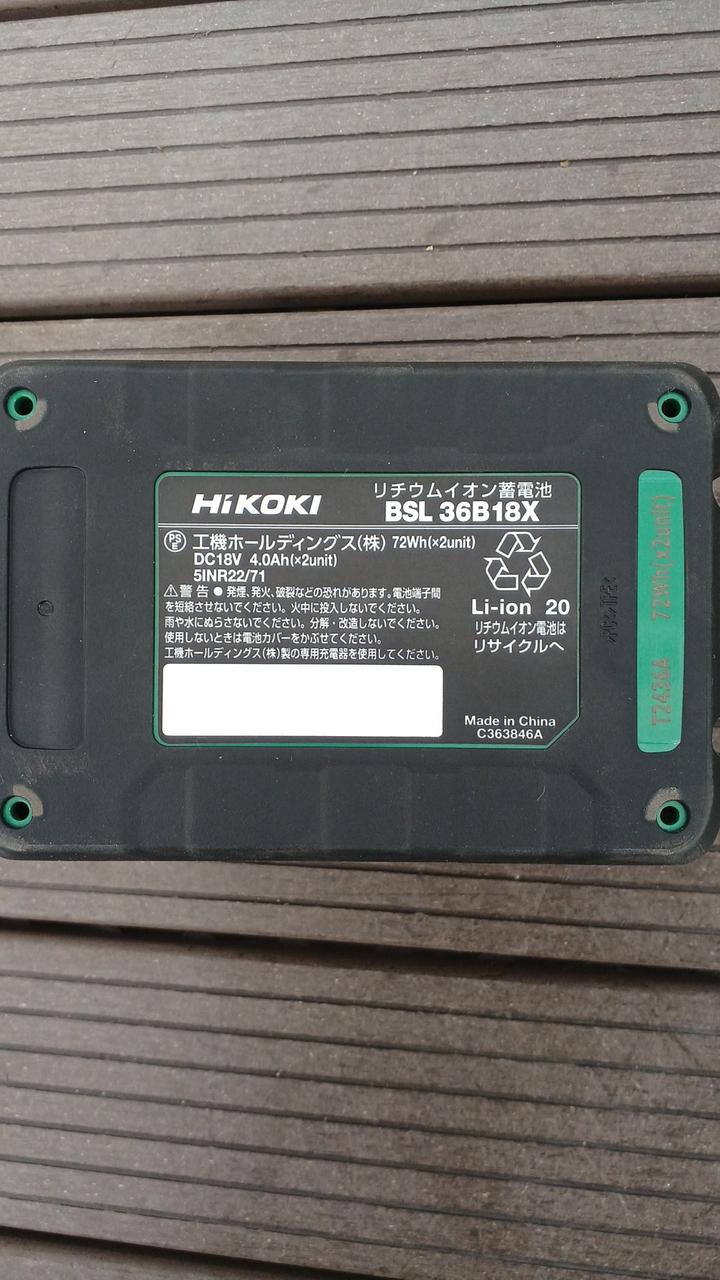 HiKOKI
リチウムイオン蓄電池
BSL 36B18X
PS
E
工機ホールディングス(株) 72Wh(×2unit)
DC18V 4.0Ah(×2unit)
5INR22/71
⚠警告 ● 発煙、発火、破裂などの恐れがあります。電池端子間
を短絡させないでください。火中に投入しないでください。
雨や水にぬらさないでください。分解・改造しないでください。
使用しないときは電池カバーをかぶせてください。
工機ホールディングス(株)製の専用充電器を使用してください。
Li-ion 20
リチウムイオン電池は
リサイクルへ
Made in China
C363846A
T2436A 72Wh(x2unit)